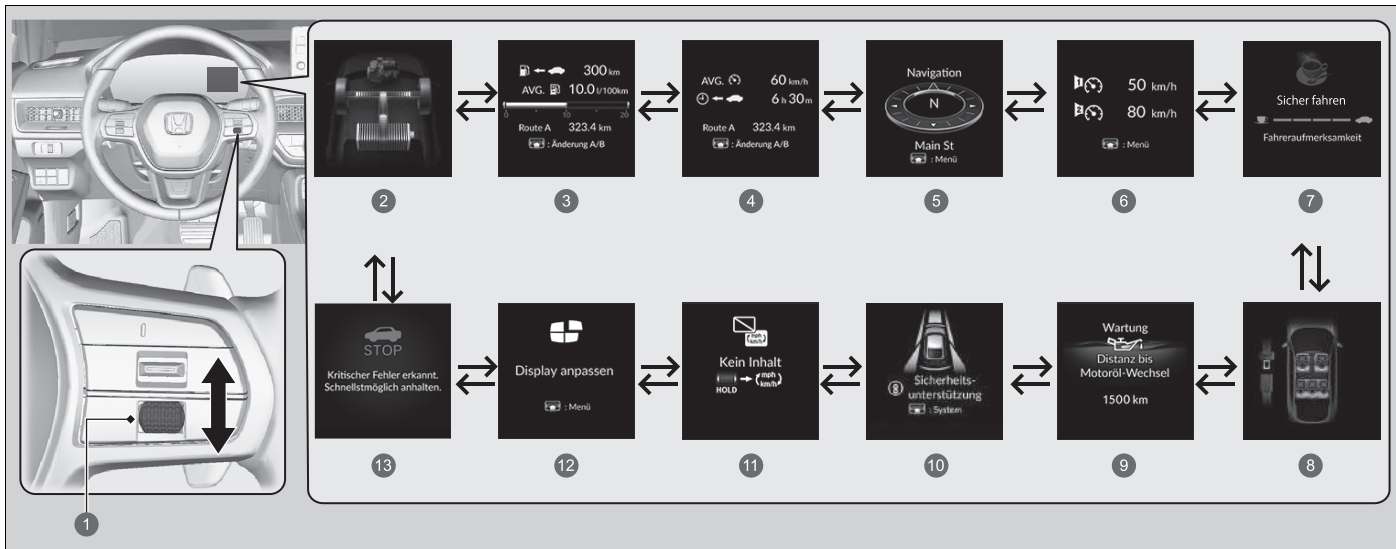 300 km
AVG. 10.0 l/100km
0 10 20
Route A 323.4 km
: Änderung A/B
AVG. 60 km/h
6 h 30 m
Route A 323.4 km
: Änderung A/B
Navigation
N
Main St
: Menü
1 50 km/h
2 80 km/h
: Menü
Sicher fahren
Fahreraufmerksamkeit
2
3
4
5
6
7
STOP
Kritischer Fehler erkannt.
Schnellstmöglich anhalten.
Display anpassen
: Menü
mph
km/h
Kein Inhalt
HOLD
mph
km/h
Sicherheits-
unterstützung
: System
Wartung
Distanz bis
Motoröl-Wechsel
1500 km
13
12
11
10
9
8
1